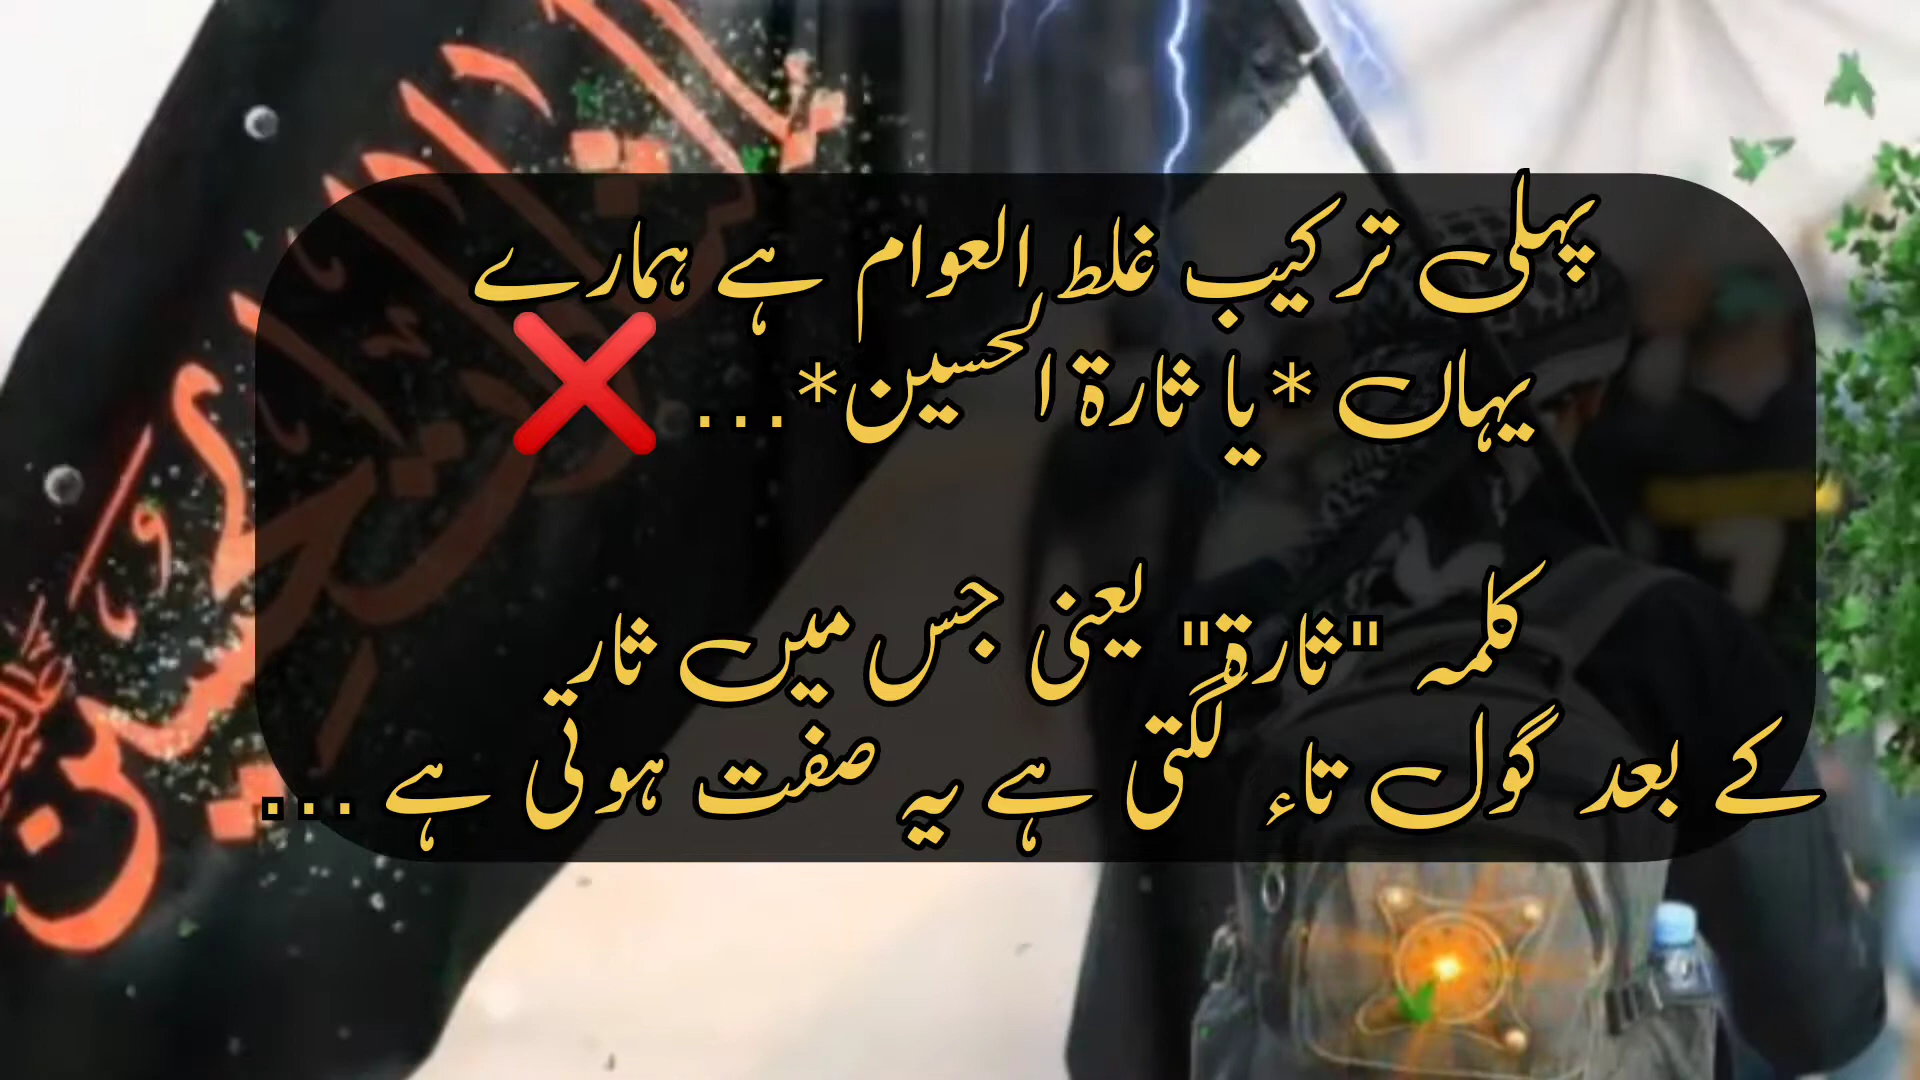 پہلی ترکیب غلط العوام ہے ہمارے
یہاں *یا ثارۃ الحسین*... ❌
کلمہ "ثارۃ" یعنی جس میں ثار
کے بعد گول تاء لگتی ہے یہ صفت ہوتی ہے ...